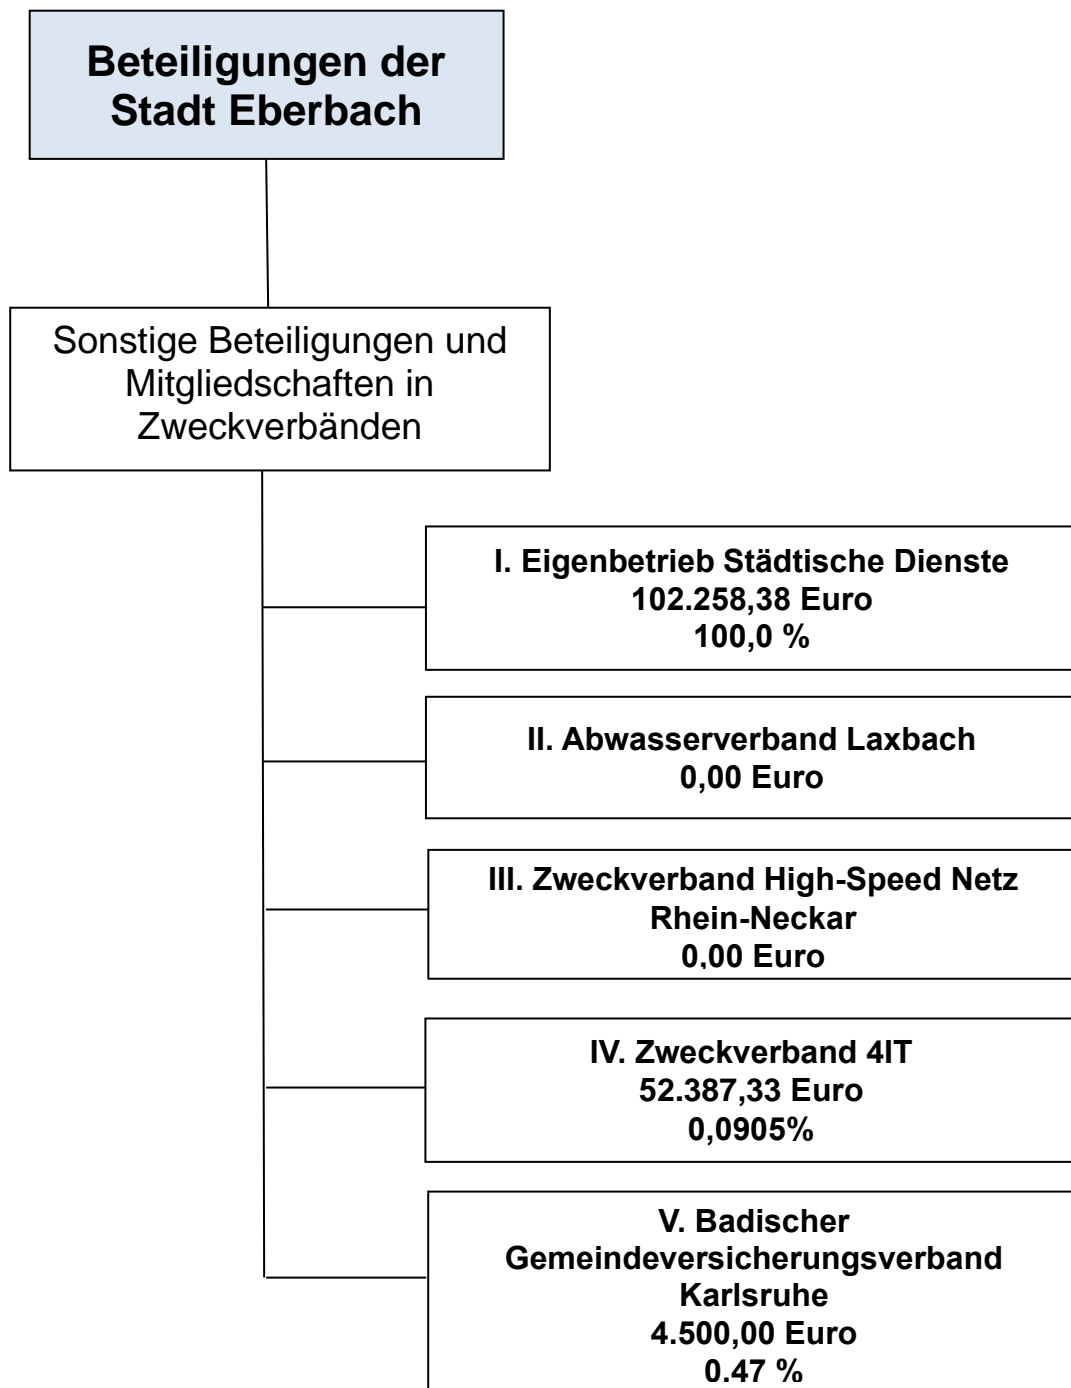 Beteiligungen der
Stadt Eberbach
Sonstige Beteiligungen und
Mitgliedschaften in
Zweckverbänden
I. Eigenbetrieb Städtische Dienste
102.258,38 Euro
100,0 %
II. Abwasserverband Laxbach
0,00 Euro
III. Zweckverband High-Speed Netz
Rhein-Neckar
0,00 Euro
IV. Zweckverband 4IT
52.387,33 Euro
0,0905%
V. Badischer
Gemeindeversicherungsverband
Karlsruhe
4.500,00 Euro
0,47 %